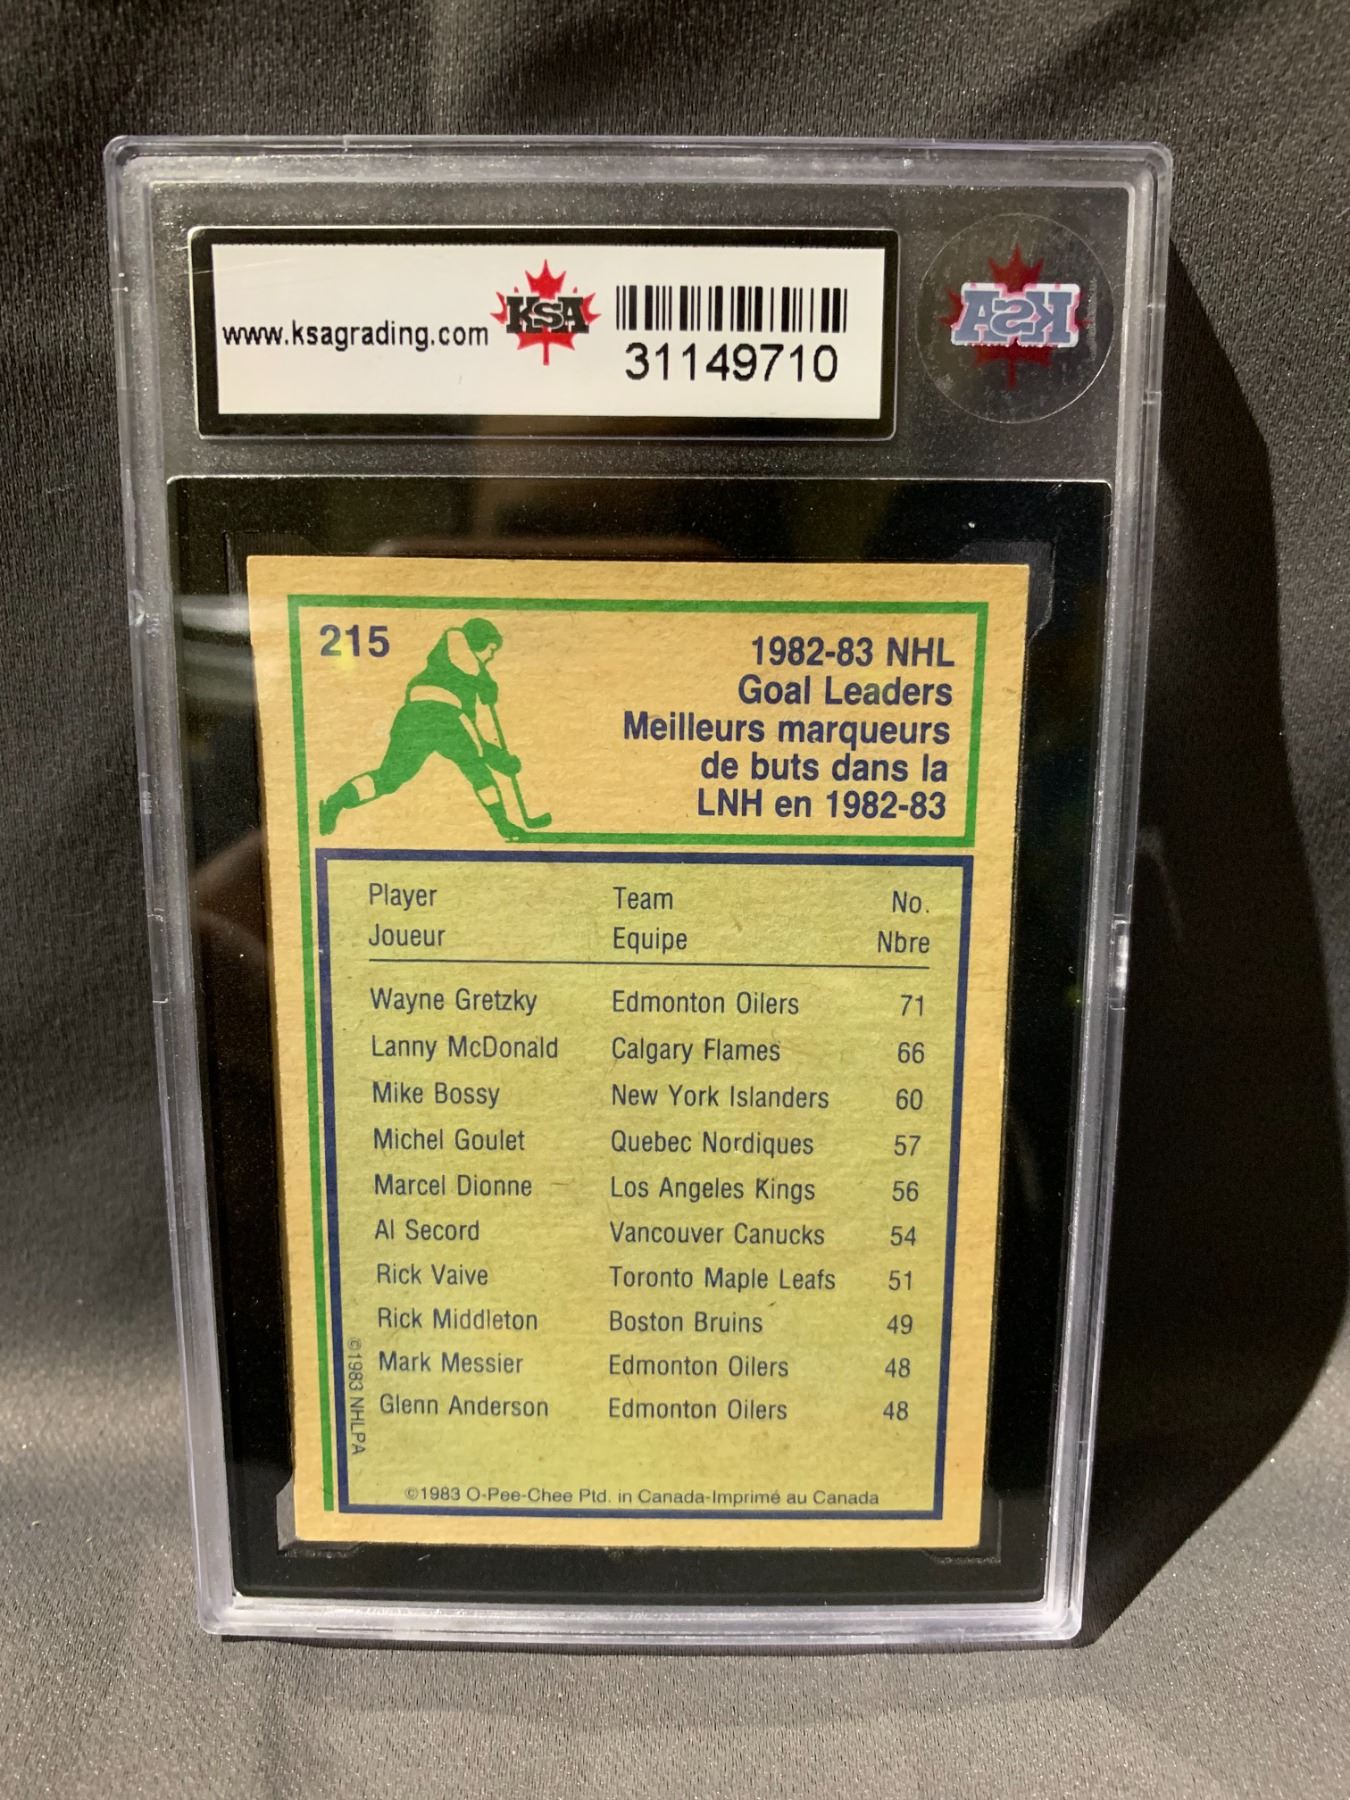 www.ksagrading.com
KSA
31149710
KSA
215
1982-83 NHL
Goal Leaders
Meilleurs marqueurs
de buts dans la
LNH en 1982-83
Player Team No.
Joueur Equipe Nbre
Wayne Gretzky Edmonton Oilers 71
Lanny McDonald Calgary Flames 66
Mike Bossy New York Islanders 60
Michel Goulet Quebec Nordiques 57
Marcel Dionne Los Angeles Kings 56
Al Secord Vancouver Canucks 54
Rick Vaive Toronto Maple Leafs 51
Rick Middleton Boston Bruins 49
Mark Messier Edmonton Oilers 48
Glenn Anderson Edmonton Oilers 48
©1983 NHLPA
©1983 O-Pee-Chee Ptd. in Canada-Imprimé au Canada